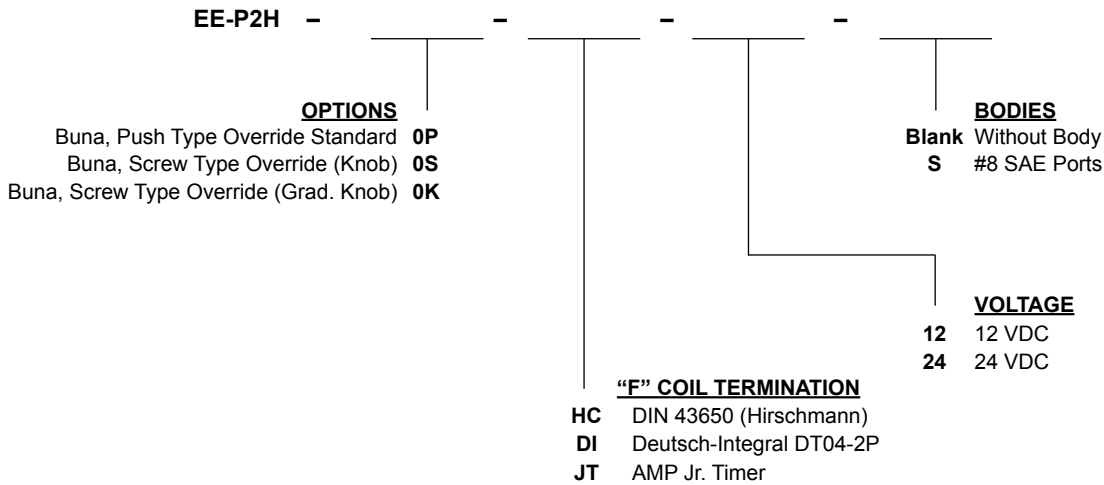 EE-P2H – – – –
OPTIONS
Buna, Push Type Override Standard 0P
Buna, Screw Type Override (Knob) 0S
Buna, Screw Type Override (Grad. Knob) 0K
BODIES
Blank Without Body
S #8 SAE Ports
VOLTAGE
12 12 VDC
24 24 VDC
“F” COIL TERMINATION
HC DIN 43650 (Hirschmann)
DI Deutsch-Integral DT04-2P
JT AMP Jr. Timer